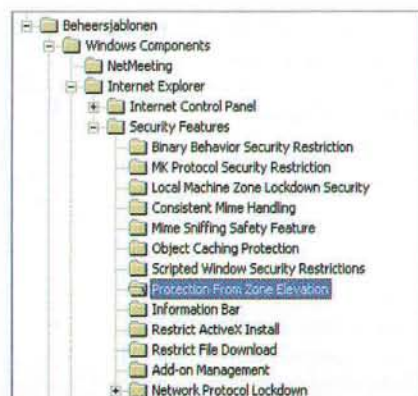 Beheersjablonen
Windows Components
NetMeeting
Internet Explorer
Internet Control Panel
Security Features
Binary Behavior Security Restriction
MK Protocol Security Restriction
Local Machine Zone Lockdown Security
Consistent Mime Handling
Mime Sniffing Safety Feature
Object Caching Protection
Scripted Window Security Restrictions
Protection From Zone Elevation
Information Bar
Restrict ActiveX Install
Restrict File Download
Add-on Management
Network Protocol Lockdown